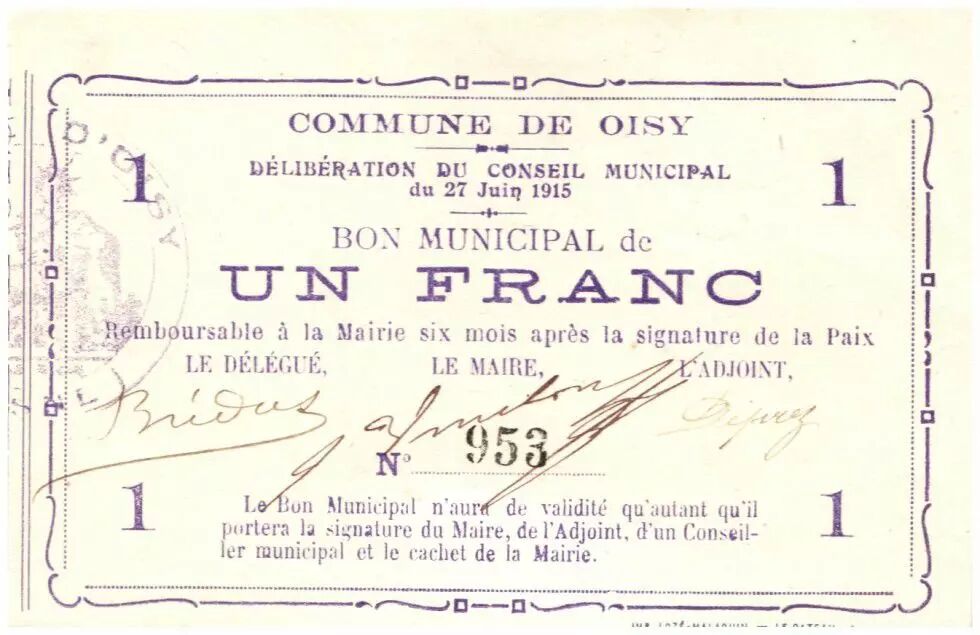 COMMUNE DE OISY
D'OISY
1 1
DÉLIBÉRATION DU CONSEIL MUNICIPAL
du 27 Juin 1915
BON MUNICIPAL de
UN FRANC
Remboursable à la Mairie six mois après la signature de la Paix
LE DÉLÉGUÉ, LE MAIRE, L'ADJOINT,
Nº 953
1 1
Le Bon Municipal n'aura de validité qu'autant qu'il
portera la signature du Maire, de l'Adjoint, d'un Conseil-
ler municipal et le cachet de la Mairie.